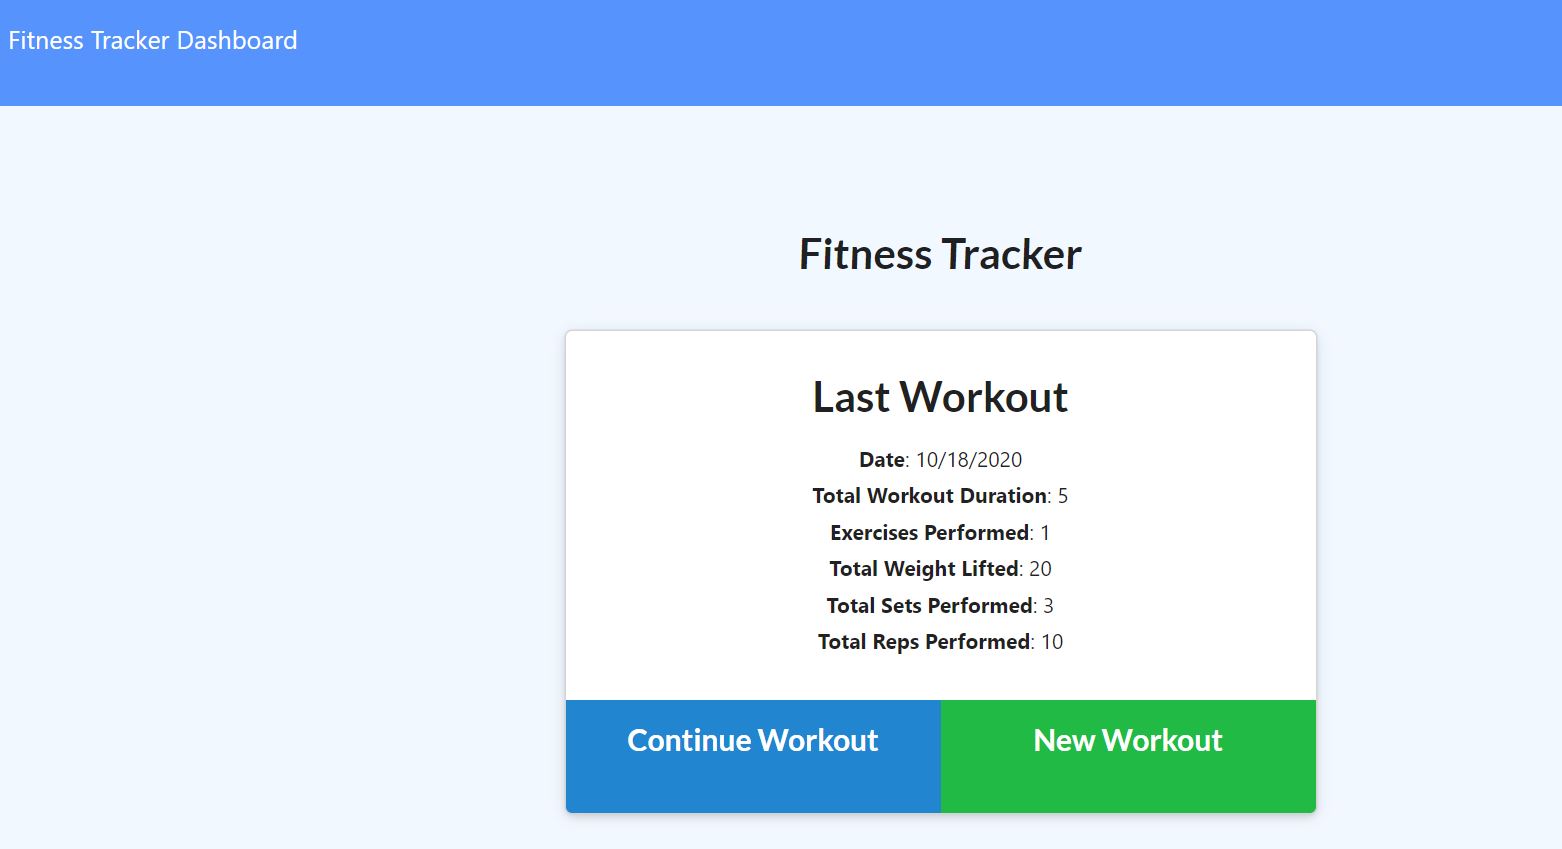 Fitness Tracker Dashboard
Fitness Tracker
Last Workout
Date: 10/18/2020
Total Workout Duration: 5
Exercises Performed: 1
Total Weight Lifted: 20
Total Sets Performed: 3
Total Reps Performed: 10
Continue Workout
New Workout